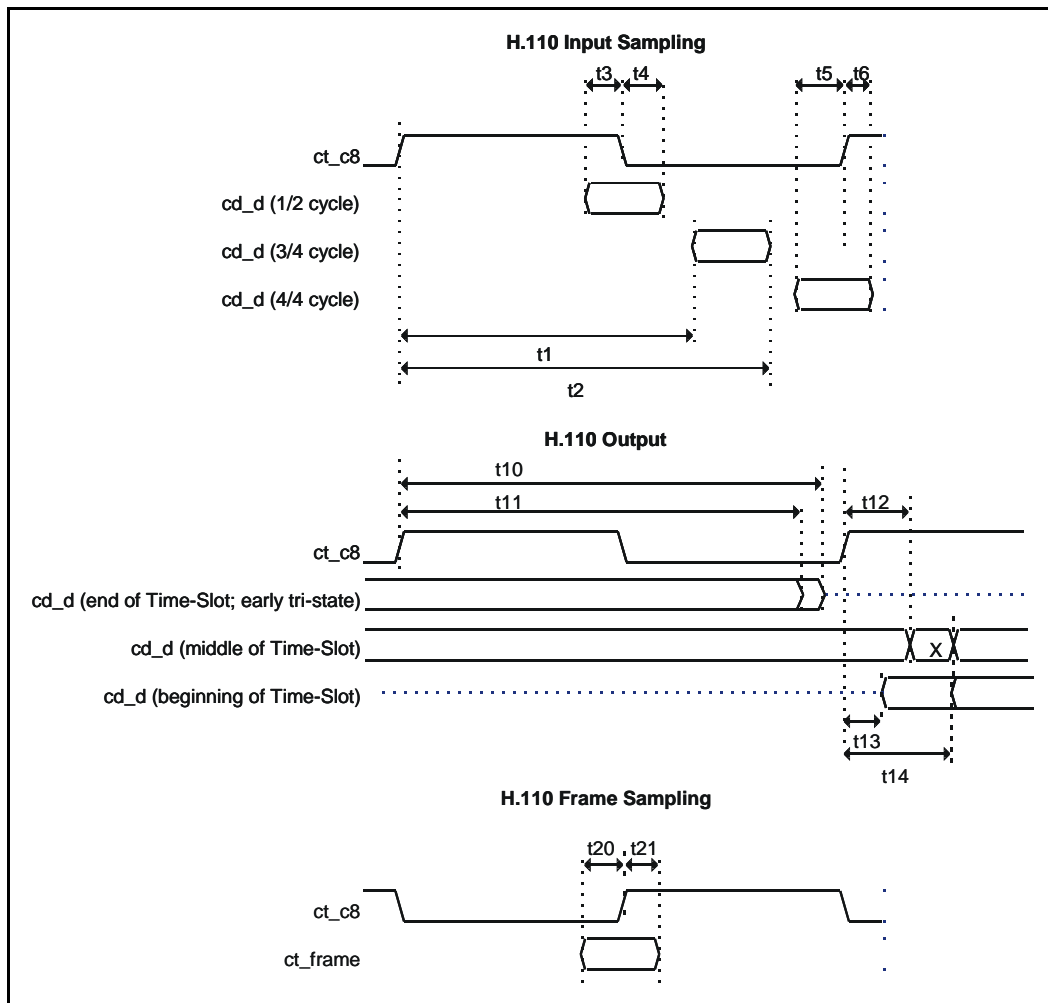 H.110 Input Sampling
t3 t4 t5 t6
ct_c8
cd_d (1/2 cycle)
cd_d (3/4 cycle)
cd_d (4/4 cycle)
t1
t2
H.110 Output
t10
t11
t12
ct_c8
cd_d (end of Time-Slot; early tri-state)
cd_d (middle of Time-Slot)
X
cd_d (beginning of Time-Slot)
t13
t14
H.110 Frame Sampling
t20 t21
ct_c8
ct_frame